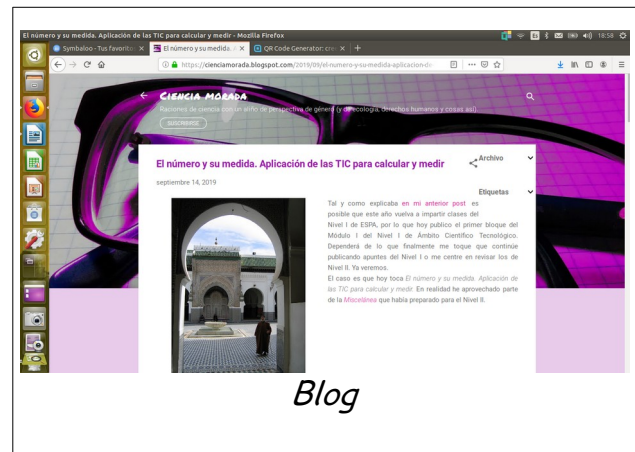 El número y su medida. Aplicación de las TIC para calcular y medir - Mozilla Firefox
Es
18:58
Symbaloo - Tus favorito
El número y su medida. A
QR Code Generator: cre
https://cienciamorada.blogspot.com/2019/09/el-numero-y-su-medida-aplicacion-de-
Ciencia morada
Raciones de ciencia con un aliño de perspectiva de género (y de ecología, derechos humanos y cosas así)
SUSCRIBIRSE
El número y su medida. Aplicación de las TIC para calcular y medir
Archivo
septiembre 14, 2019
Etiquetas
Tal y como explicaba en mi anterior post es
posible que este año vuelva a impartir clases del
Nivel I de ESPA, por lo que hoy publico el primer bloque del
Módulo I del Nivel I de Ámbito Científico Tecnológico.
Dependerá de lo que finalmente me toque que continúe
publicando apuntes del Nivel I o me centre en revisar los de
Nivel II. Ya veremos.
El caso es que hoy toca El número y su medida. Aplicación de
las TIC para calcular y medir. En realidad he aprovechado parte
de la Miscelánea que había preparado para el Nivel II.
Blog